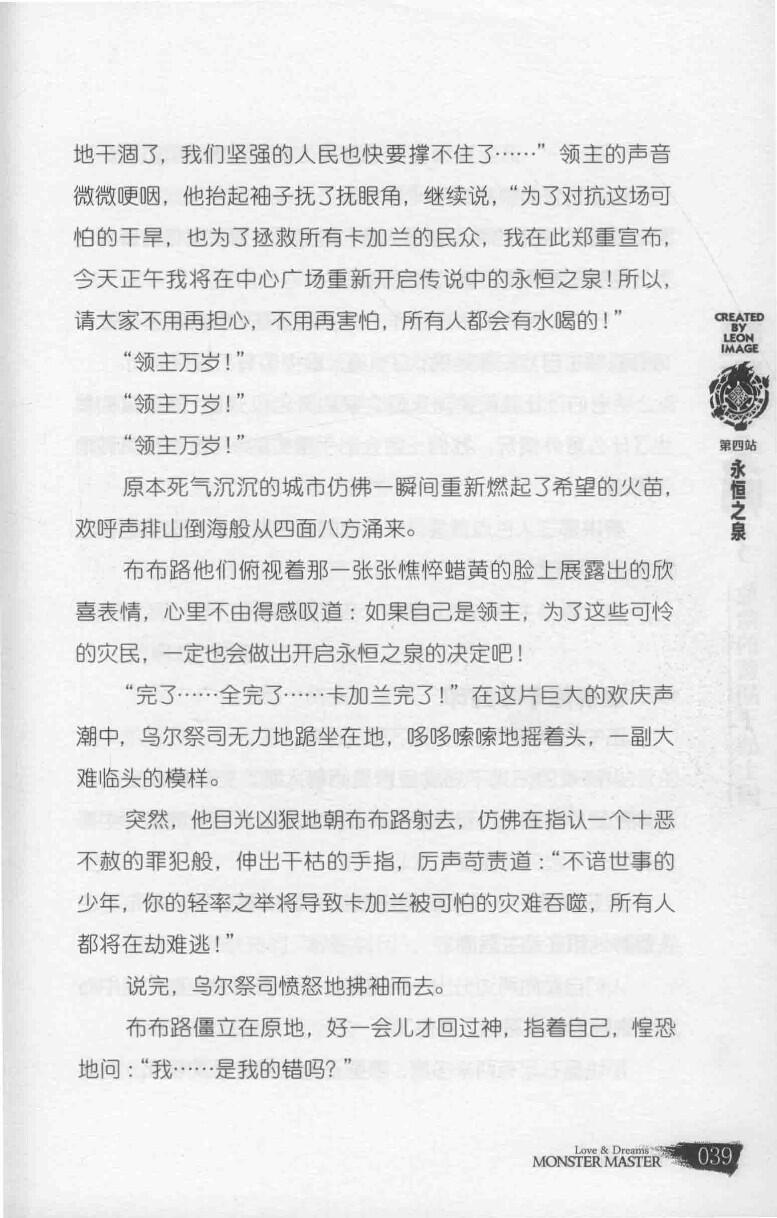 地干涸了，我们坚强的人民也快要撑不住了……”领主的声音
微微哽咽，他抬起袖子抚了抚眼角，继续说，“为了对抗这场可
怕的干旱，也为了拯救所有卡加兰的民众，我在此郑重宣布，
今天正午我将在中心广场重新开启传说中的永恒之泉！所以，
请大家不用再担心，不用再害怕，所有人都会有水喝的！”
“领主万岁！”
“领主万岁！”
“领主万岁！”
原本死气沉沉的城市仿佛一瞬间重新燃起了希望的火苗，
欢呼声排山倒海般从四面八方涌来。
布布路他们俯视着那一张张憔悴蜡黄的脸上展露出的欣
喜表情，心里不由得感叹道：如果自己是领主，为了这些可怜
的灾民，一定也会做出开启永恒之泉的决定吧！
“完了……全完了……卡加兰完了！”在这片巨大的欢庆声
潮中，乌尔祭司无力地跪坐在地，哆哆嗦嗦地摇着头，一副大
难临头的模样。
突然，他目光凶狠地朝布布路射去，仿佛在指认一个十恶
不赦的罪犯般，伸出干枯的手指，厉声苛责道：“不谙世事的
少年，你的轻率之举将导致卡加兰被可怕的灾难吞噬，所有人
都将在劫难逃！”
说完，乌尔祭司愤怒地拂袖而去。
布布路僵立在原地，好一会儿才回过神，指着自己，惶恐
地问：“我……是我的错吗？”
CREATED
BY
LEON
IMAGE
第四站
永恒之泉
Love & Dreams
MONSTER MASTER
039